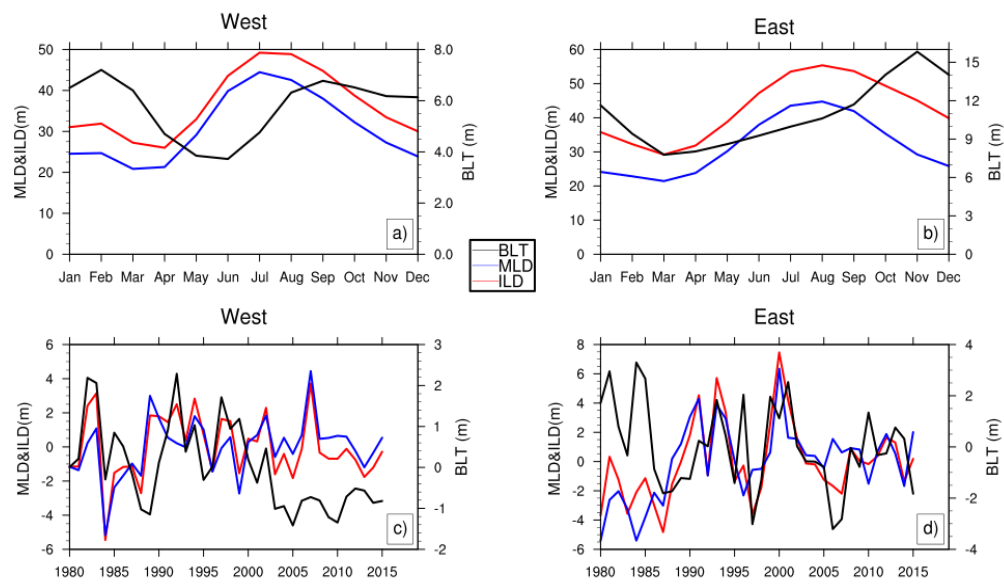 West
MLD&ILD(m)
50
40
30
20
10
0
8.0
6.0
4.0
2.0
0.0
BLT (m)
a)
Jan Feb Mar Apr May Jun Jul Aug Sep Oct Nov Dec
East
MLD&ILD(m)
60
50
40
30
20
10
0
15
12
9
6
3
0
BLT (m)
b)
Jan Feb Mar Apr May Jun Jul Aug Sep Oct Nov Dec
BLT
MLD
ILD
West
MLD&ILD(m)
6
4
2
0
-2
-4
-6
3
2
1
0
-1
-2
BLT (m)
c)
1980 1985 1990 1995 2000 2005 2010 2015
East
MLD&ILD(m)
8
6
4
2
0
-2
-4
-6
-8
4
2
0
-2
-4
BLT (m)
d)
1980 1985 1990 1995 2000 2005 2010 2015